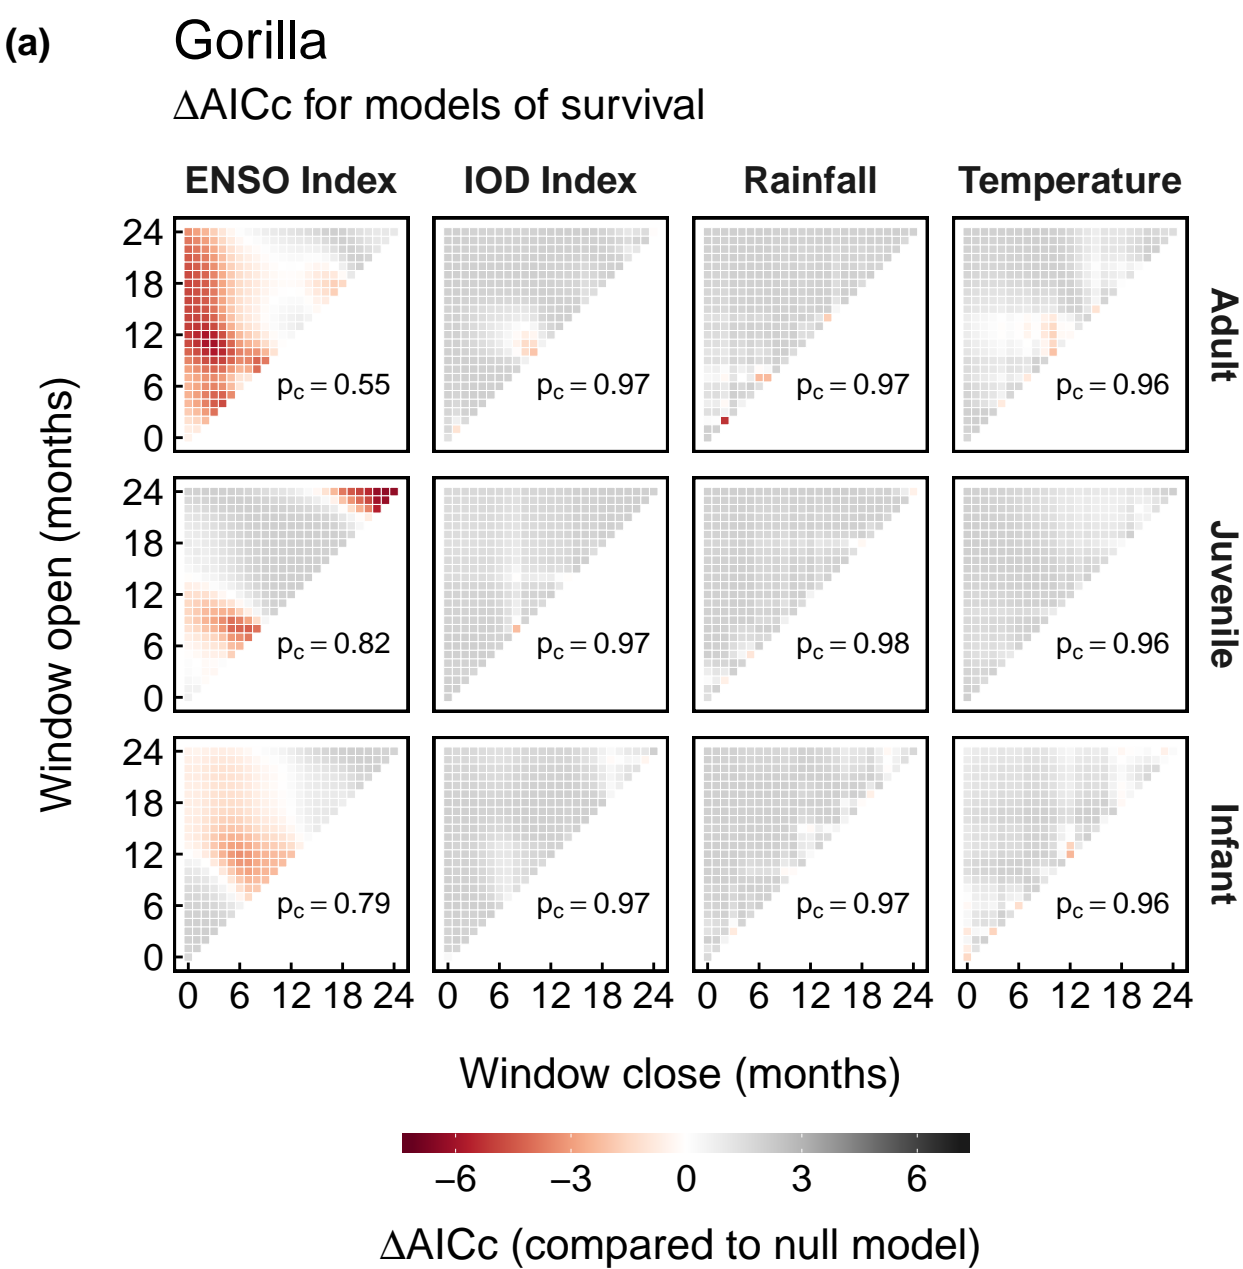 (a) Gorilla
ΔAICc for models of survival
ENSO Index IOD Index Rainfall Temperature
Window open (months)
24
18
12
6
0
pc = 0.55 pc = 0.97 pc = 0.97 pc = 0.96
Adult
24
18
12
6
0
pc = 0.82 pc = 0.97 pc = 0.98 pc = 0.96
Juvenile
24
18
12
6
0
pc = 0.79 pc = 0.97 pc = 0.97 pc = 0.96
Infant
0 6 12 18 24 0 6 12 18 24 0 6 12 18 24 0 6 12 18 24
Window close (months)
−6 −3 0 3 6
ΔAICc (compared to null model)